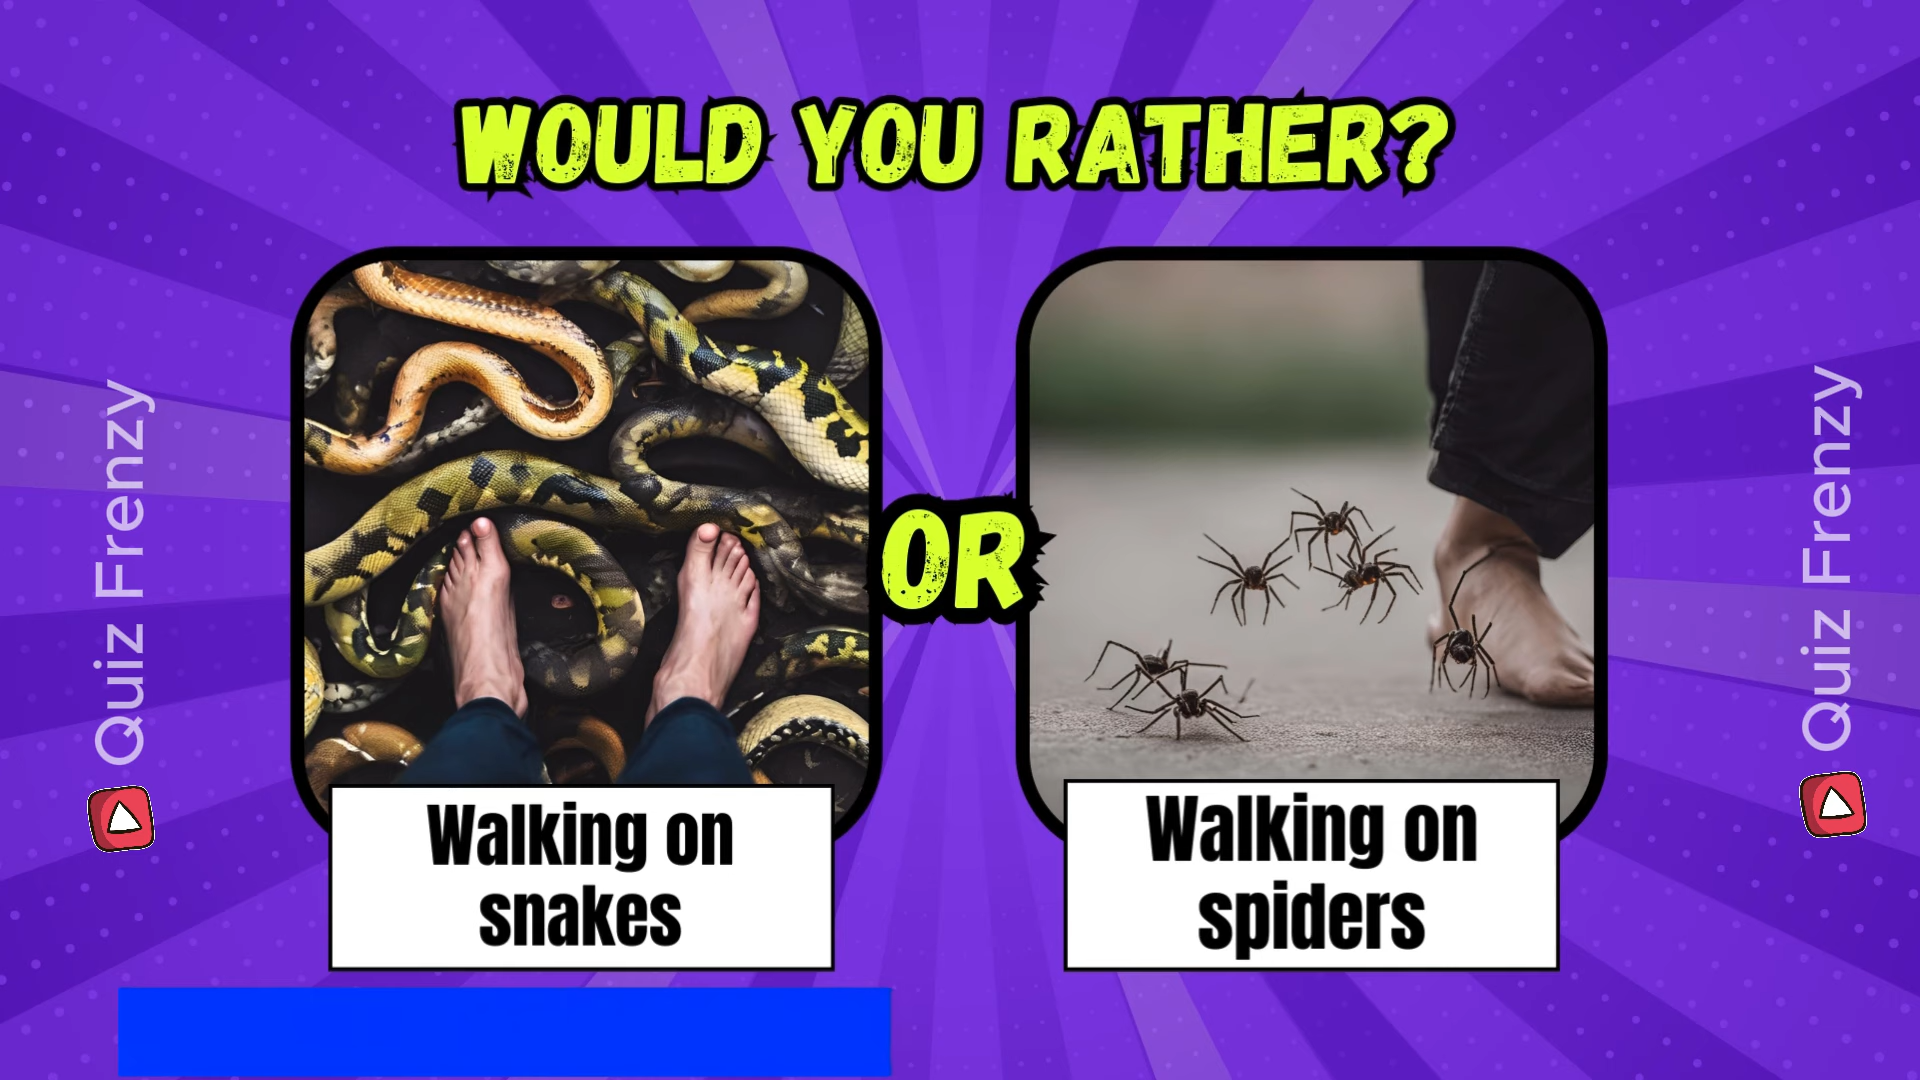 WOULD YOU RATHER?
OR
Walking on
snakes
Walking on
spiders
Quiz Frenzy
Quiz Frenzy